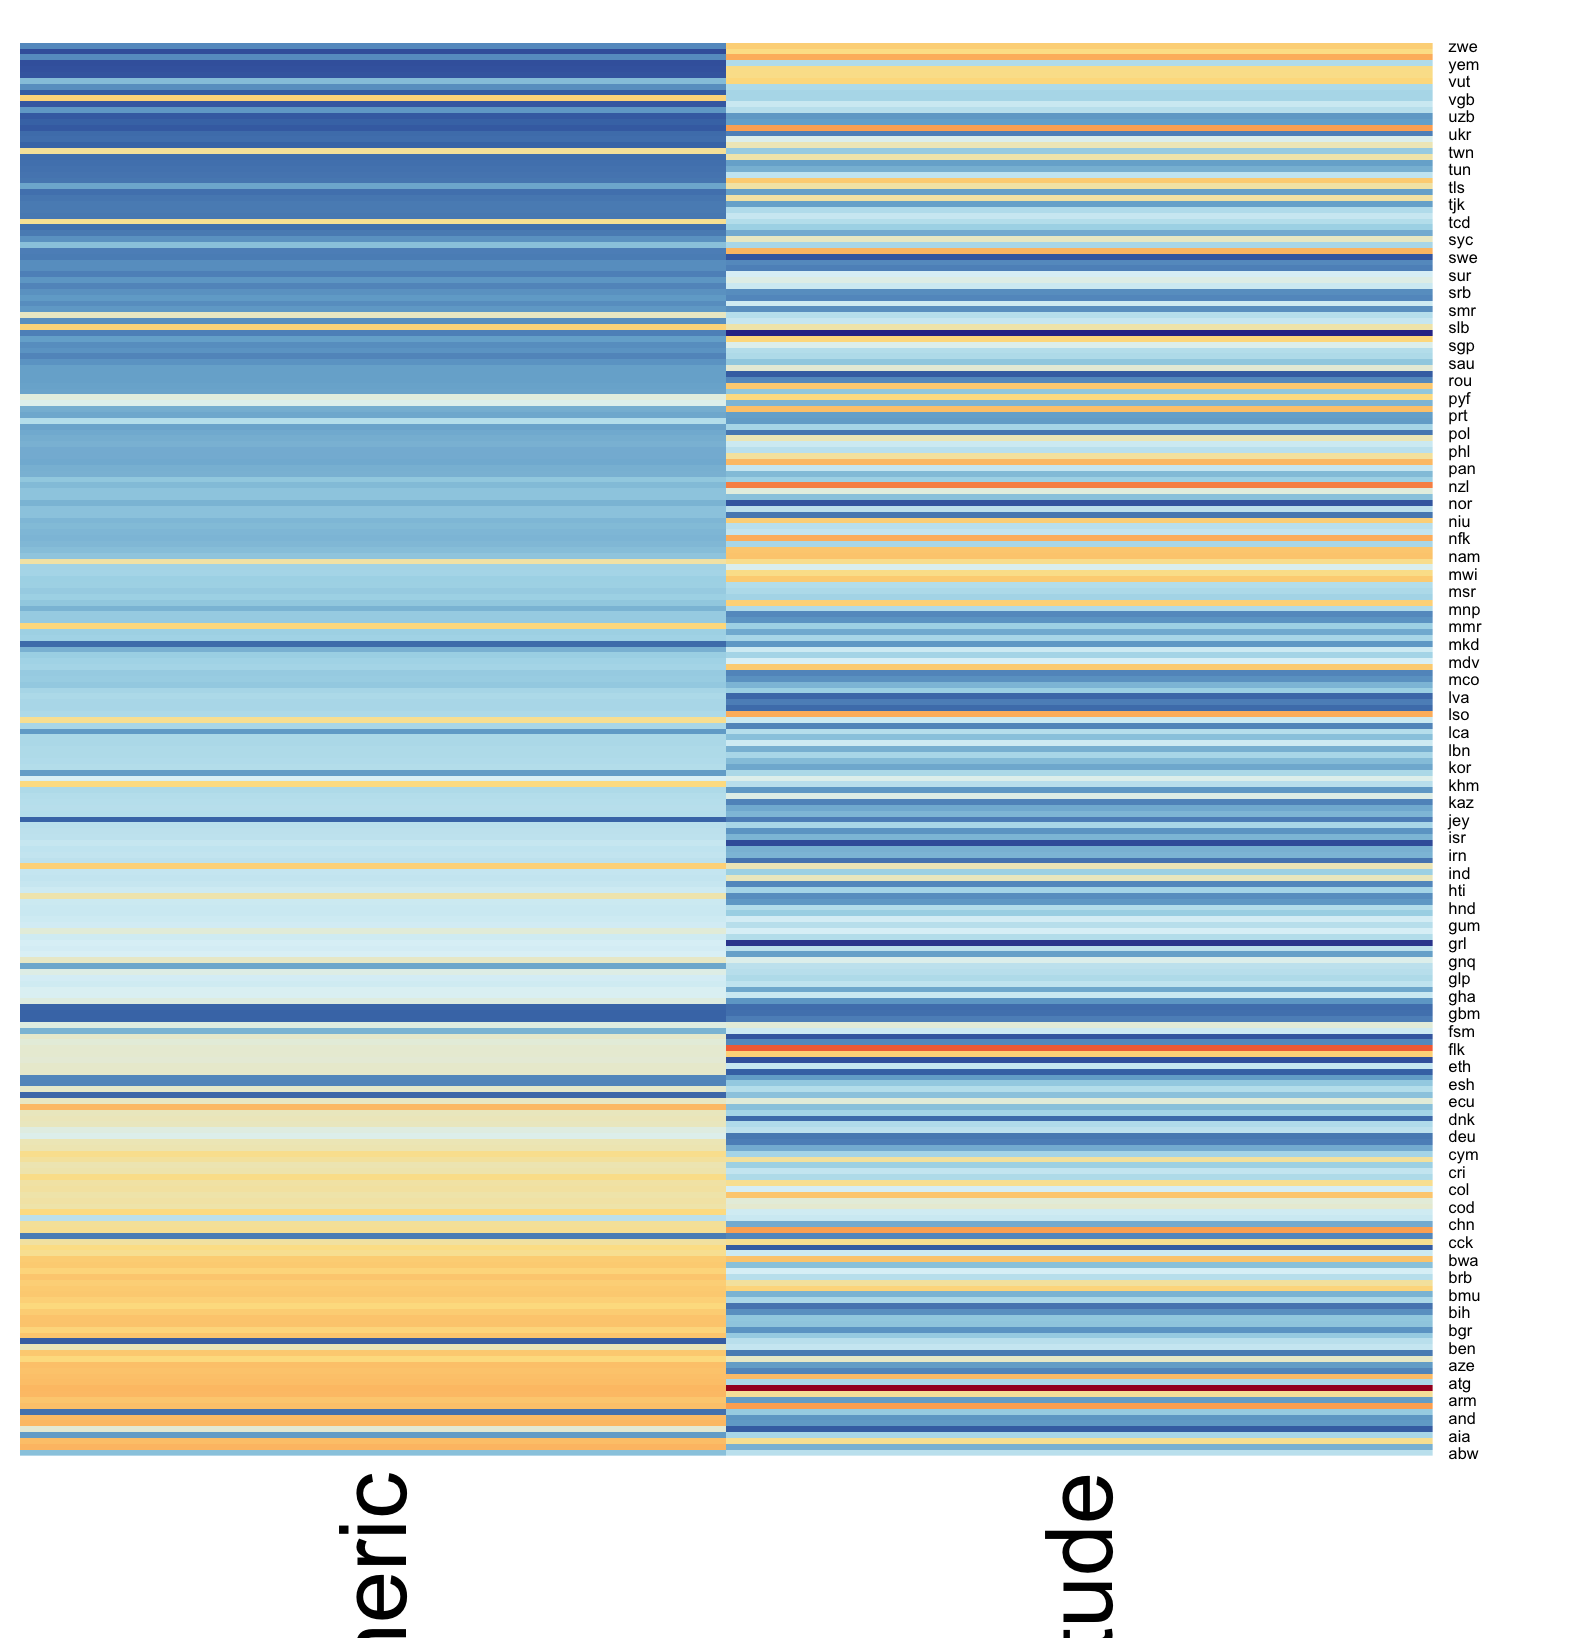 zwe
yem
vut
vgb
uzb
ukr
twn
tun
tls
tjk
tcd
syc
swe
sur
srb
smr
slb
sgp
sau
rou
pyf
prt
pol
phl
pan
nzl
nor
niu
nfk
nam
mwi
msr
mnp
mmr
mkd
mdv
mco
lva
lso
lca
lbn
kor
khm
kaz
jey
isr
irn
ind
hti
hnd
gum
grl
gnq
glp
gha
gbm
fsm
flk
eth
esh
ecu
dnk
deu
cym
cri
col
cod
chn
cck
bwa
brb
bmu
bih
bgr
ben
aze
atg
arm
and
aia
abw
neric
tude